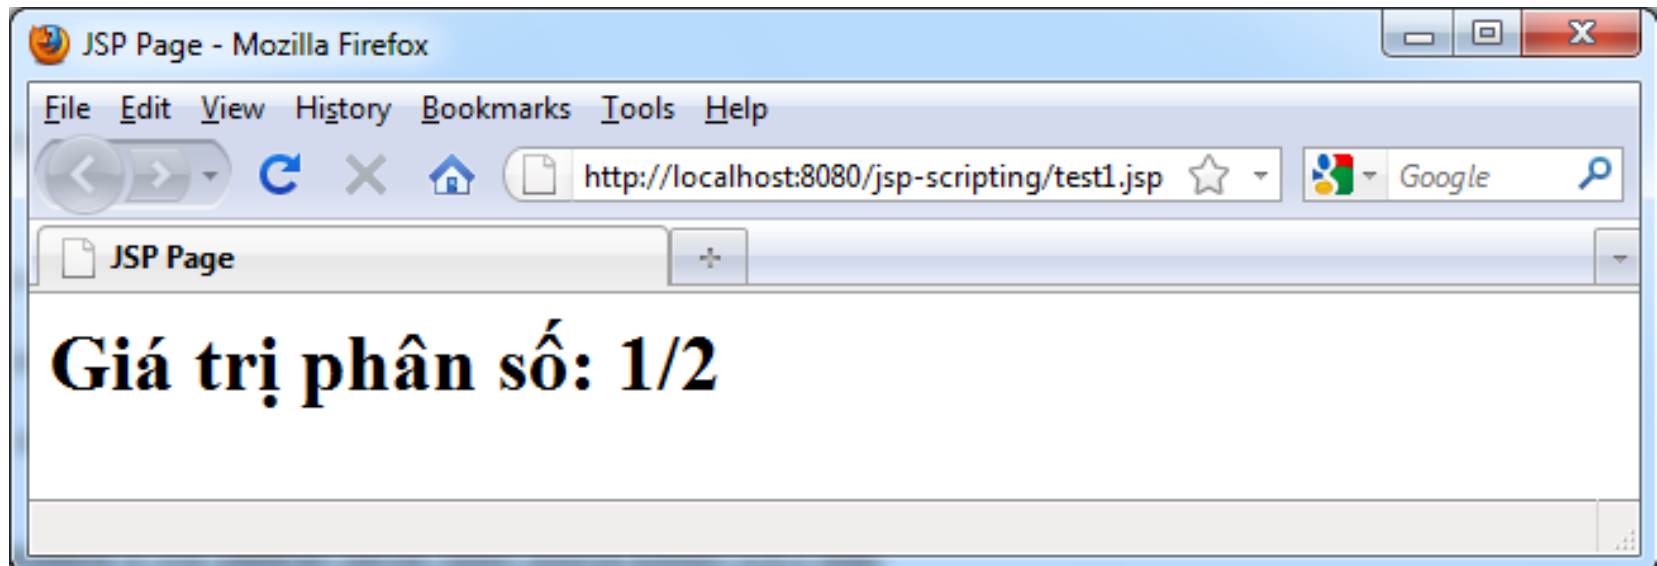 JSP Page - Mozilla Firefox
File Edit View History Bookmarks Tools Help
http://localhost:8080/jsp-scripting/test1.jsp Google
JSP Page
Giá trị phân số: 1/2